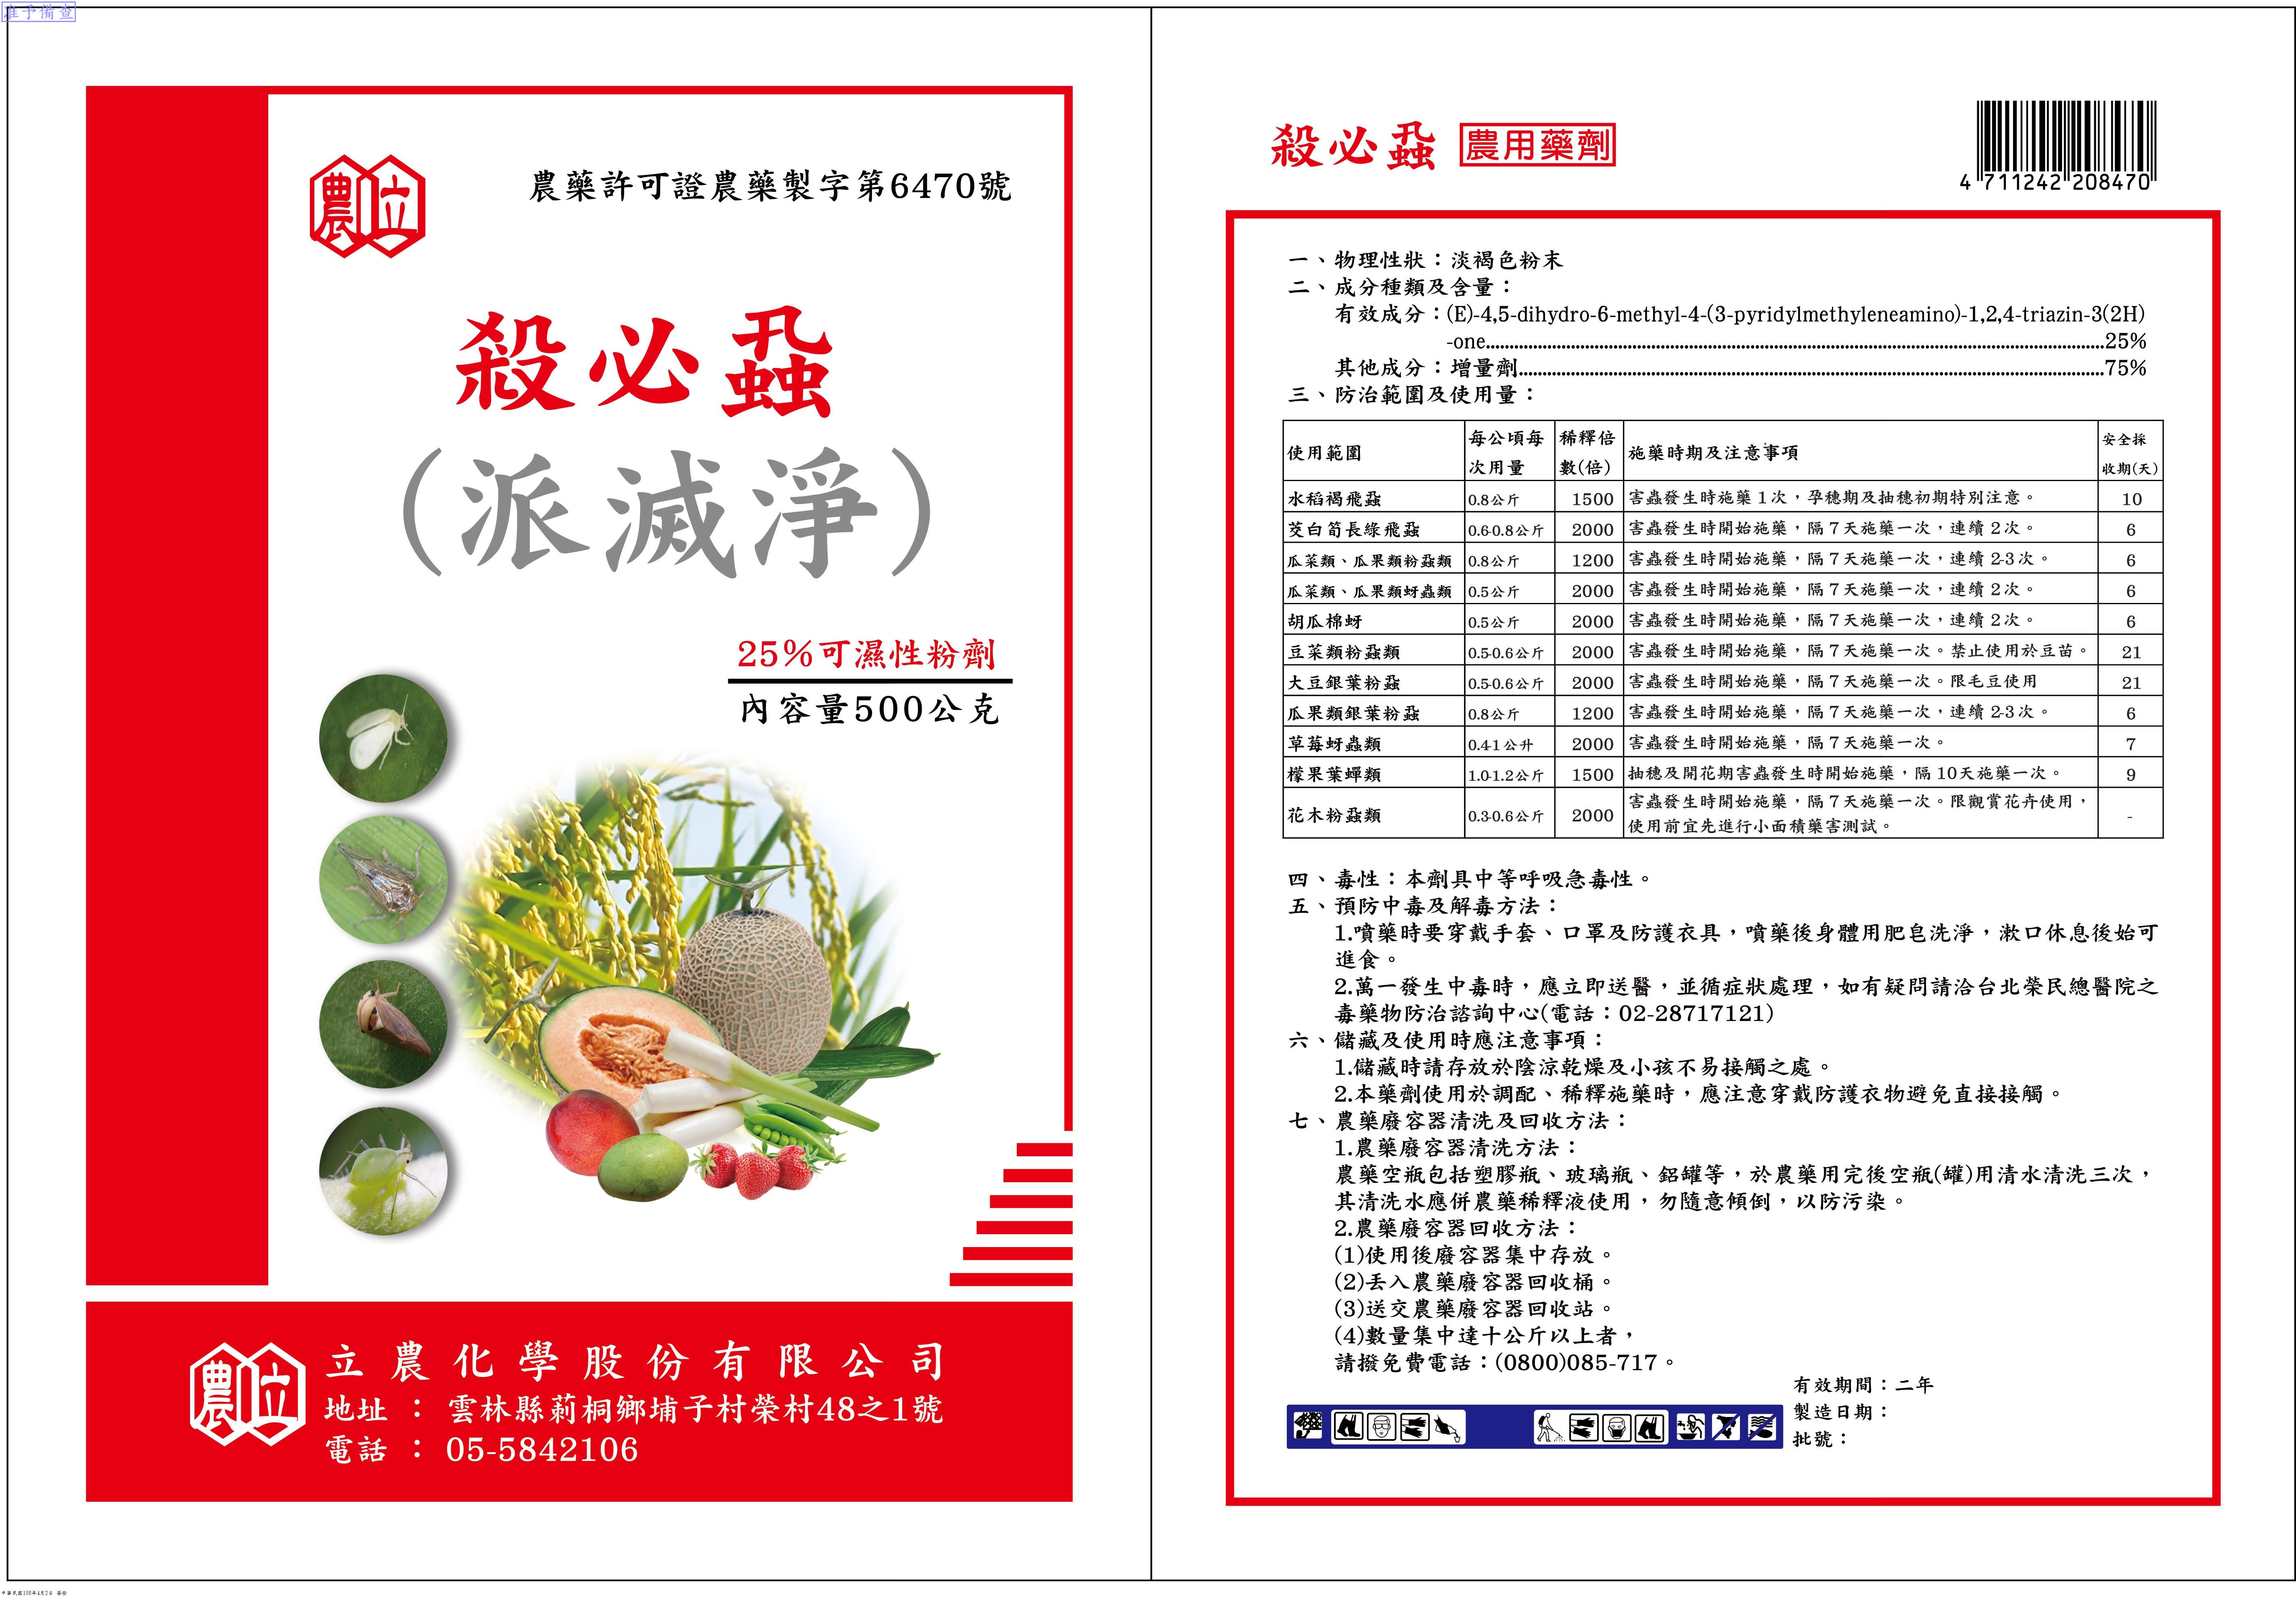 准予備查
農立
農藥許可證農藥製字第6470號
殺必蝨
(派滅淨)
25%可濕性粉劑
內容量500公克
農立
立農化學股份有限公司
地址 : 雲林縣莿桐鄉埔子村榮村48之1號
電話 : 05-5842106
殺必蝨 農用藥劑
4 711242 208470
一、物理性狀：淡褐色粉末
二、成分種類及含量：
有效成分：(E)-4,5-dihydro-6-methyl-4-(3-pyridylmethyleneamino)-1,2,4-triazin-3(2H)
-one..........25%
其他成分：增量劑..........75%
三、防治範圍及使用量：
使用範圍 每公頃每次用量 稀釋倍數(倍) 施藥時期及注意事項 安全採收期(天)
水稻褐飛蝨 0.8公斤 1500 害蟲發生時施藥1次，孕穗期及抽穗初期特別注意。 10
茭白筍長綠飛蝨 0.6-0.8公斤 2000 害蟲發生時開始施藥，隔7天施藥一次，連續2次。 6
瓜菜類、瓜果類粉蝨類 0.8公斤 1200 害蟲發生時開始施藥，隔7天施藥一次，連續2-3次。 6
瓜菜類、瓜果類蚜蟲類 0.5公斤 2000 害蟲發生時開始施藥，隔7天施藥一次，連續2次。 6
胡瓜棉蚜 0.5公斤 2000 害蟲發生時開始施藥，隔7天施藥一次，連續2次。 6
豆菜類粉蝨類 0.5-0.6公斤 2000 害蟲發生時開始施藥，隔7天施藥一次。禁止使用於豆苗。 21
大豆銀葉粉蝨 0.5-0.6公斤 2000 害蟲發生時開始施藥，隔7天施藥一次。限毛豆使用 21
瓜果類銀葉粉蝨 0.8公斤 1200 害蟲發生時開始施藥，隔7天施藥一次，連續2-3次。 6
草莓蚜蟲類 0.4-1公升 2000 害蟲發生時開始施藥，隔7天施藥一次。 7
檬果葉蟬類 1.0-1.2公斤 1500 抽穗及開花期害蟲發生時開始施藥，隔10天施藥一次。 9
花木粉蝨類 0.3-0.6公斤 2000 害蟲發生時開始施藥，隔7天施藥一次。限觀賞花卉使用， -
使用前宜先進行小面積藥害測試。
四、毒性：本劑具中等呼吸急毒性。
五、預防中毒及解毒方法：
1.噴藥時要穿戴手套、口罩及防護衣具，噴藥後身體用肥皂洗淨，漱口休息後始可
進食。
2.萬一發生中毒時，應立即送醫，並循症狀處理，如有疑問請洽台北榮民總醫院之
毒藥物防治諮詢中心(電話：02-28717121)
六、儲藏及使用時應注意事項：
1.儲藏時請存放於陰涼乾燥及小孩不易接觸之處。
2.本藥劑使用於調配、稀釋施藥時，應注意穿戴防護衣物避免直接接觸。
七、農藥廢容器清洗及回收方法：
1.農藥廢容器清洗方法：
農藥空瓶包括塑膠瓶、玻璃瓶、鋁罐等，於農藥用完後空瓶(罐)用清水清洗三次，
其清洗水應併農藥稀釋液使用，勿隨意傾倒，以防污染。
2.農藥廢容器回收方法：
(1)使用後廢容器集中存放。
(2)丟入農藥廢容器回收桶。
(3)送交農藥廢容器回收站。
(4)數量集中達十公斤以上者，
請撥免費電話：(0800)085-717。
有效期間：二年
製造日期：
批號：